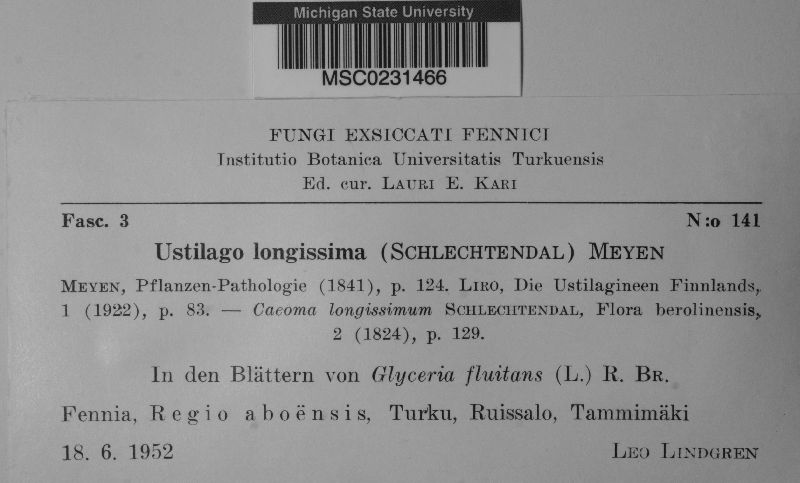 Michigan State University
MSC0231466
FUNGI EXSICCATI FENNICI
Institutio Botanica Universitatis Turkuensis
Ed. cur. LAURI E. KARI
Fasc. 3 N:o 141
Ustilago longissima (SCHLECHTENDAL) MEYEN
MEYEN, Pflanzen-Pathologie (1841), p. 124. LIRO, Die Ustilagineen Finnlands,
1 (1922), p. 83. — Caeoma longissimum SCHLECHTENDAL, Flora berolinensis,
2 (1824), p. 129.
In den Blättern von Glyceria fluitans (L.) R. BR.
Fennia, Regio aboënsis, Turku, Ruissalo, Tammimäki
18. 6. 1952 LEO LINDGREN